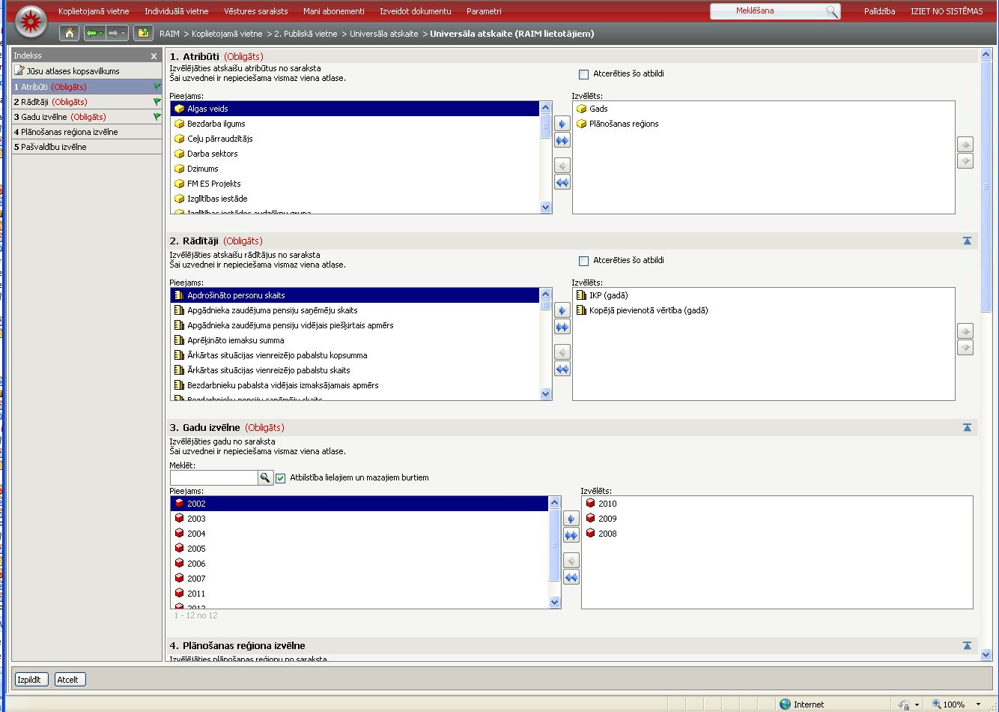 Koplietojamā vietne Individuālā vietne Vēstures saraksts Mani abonementi Izveidot dokumentu Parametri Meklēšana Palīdzība IZIET NO SISTĒMAS
RAIM > Koplietojamā vietne > 2. Publiskā vietne > Universāla atskaite > Universāla atskaite (RAIM lietotājiem)
Indekss x
Jūsu atlases kopsavilkums
1 Atribūti (Obligāts)
2 Rādītāji (Obligāts)
3 Gadu izvēlne (Obligāts)
4 Plānošanas reģiona izvēlne
5 Pašvaldību izvēlne
1. Atribūti (Obligāts)
Izvēlējāties atskaišu atribūtus no saraksta
Šai uzvednei ir nepieciešama vismaz viena atlase.
Atcerēties šo atbildi
Pieejams:
Algas veids
Bezdarba ilgums
Ceļu pārraudzītājs
Darba sektors
Dzimums
FM ES Projekts
Izglītības iestāde
Izglītības iestādes audzēkņu grupa
Izvēlēts:
Gads
Plānošanas reģions
2. Rādītāji (Obligāts)
Izvēlējāties atskaišu rādītājus no saraksta
Šai uzvednei ir nepieciešama vismaz viena atlase.
Atcerēties šo atbildi
Pieejams:
Apdrošināto personu skaits
Apgādnieka zaudējuma pensiju saņēmēju skaits
Apgādnieka zaudējuma pensiju vidējais piešķirtais apmērs
Aprēķināto iemaksu summa
Ārkārtas situācijas vienreizējo pabalstu kopsumma
Ārkārtas situācijas vienreizējo pabalstu skaits
Bezdarbnieku pabalsta vidējais izmaksājamais apmērs
Bezdarbnieku pensiju saņēmēju skaits
Izvēlēts:
IKP (gadā)
Kopējā pievienotā vērtība (gadā)
3. Gadu izvēlne (Obligāts)
Izvēlējāties gadu no saraksta
Šai uzvednei ir nepieciešama vismaz viena atlase.
Meklēt:
Atbilstība lielajiem un mazajiem burtiem
Pieejams:
2002
2003
2004
2005
2006
2007
2011
2012
1 - 12 no 12
Izvēlēts:
2010
2009
2008
4. Plānošanas reģiona izvēlne
Izvēlējāties plānošanas reģionu no saraksta
Izpildīt Atcelt
Internet 100%